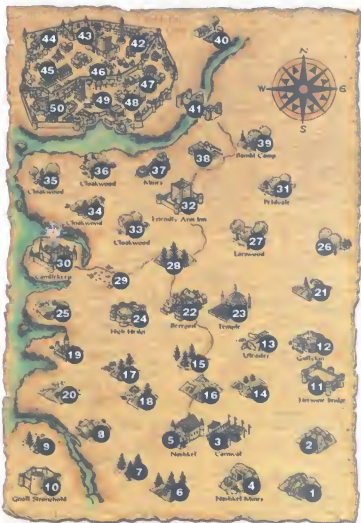 44 43 42
45 46 47
50 49 48
40
41
N
W G
S
38 39
Bandit Camp
35 36 37
Cloakwood Cloakwood Mines
34
Cloakwood
32
Friendly Arm Inn
31
Peldvale
33
Cloakwood
27
Larswood
26
30
Candlekeep
29 28
25 24 22 23 21
High Hedge Beregost Temple
19
13 12
Ulcaster Gullykin
20 17 18 15 16 14 11
Firewine Bridge
8 5 3 2
Nashkel Carnival
9
10 7 6 4 1
Gnoll Stronghold Nashkel Mines